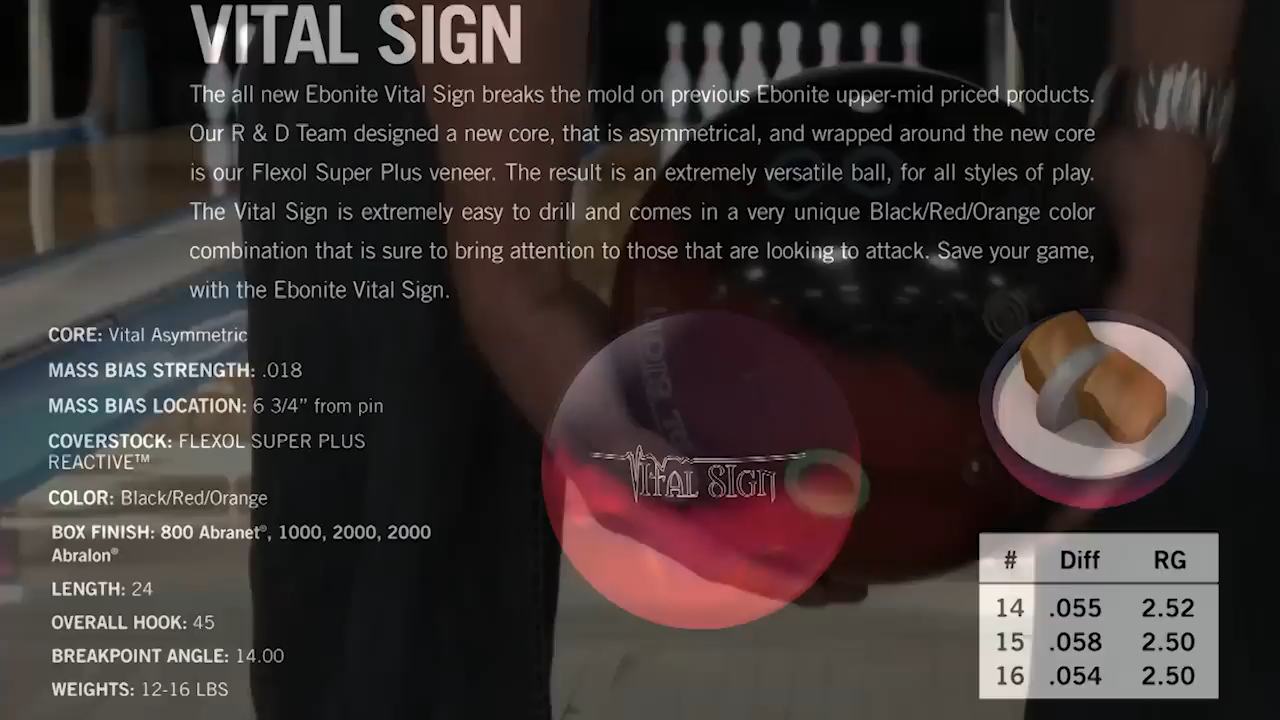 VITAL SIGN
The all new Ebonite Vital Sign breaks the mold on previous Ebonite upper-mid priced products.
Our R & D Team designed a new core, that is asymmetrical, and wrapped around the new core
is our Flexol Super Plus veneer. The result is an extremely versatile ball, for all styles of play.
The Vital Sign is extremely easy to drill and comes in a very unique Black/Red/Orange color
combination that is sure to bring attention to those that are looking to attack. Save your game,
with the Ebonite Vital Sign.
CORE: Vital Asymmetric
MASS BIAS STRENGTH: .018
MASS BIAS LOCATION: 6 3/4” from pin
COVERSTOCK: FLEXOL SUPER PLUS
REACTIVE™
COLOR: Black/Red/Orange
BOX FINISH: 800 Abranet®, 1000, 2000, 2000
Abralon®
LENGTH: 24
OVERALL HOOK: 45
BREAKPOINT ANGLE: 14.00
WEIGHTS: 12-16 LBS
VITAL SIGN
# Diff RG
14 .055 2.52
15 .058 2.50
16 .054 2.50